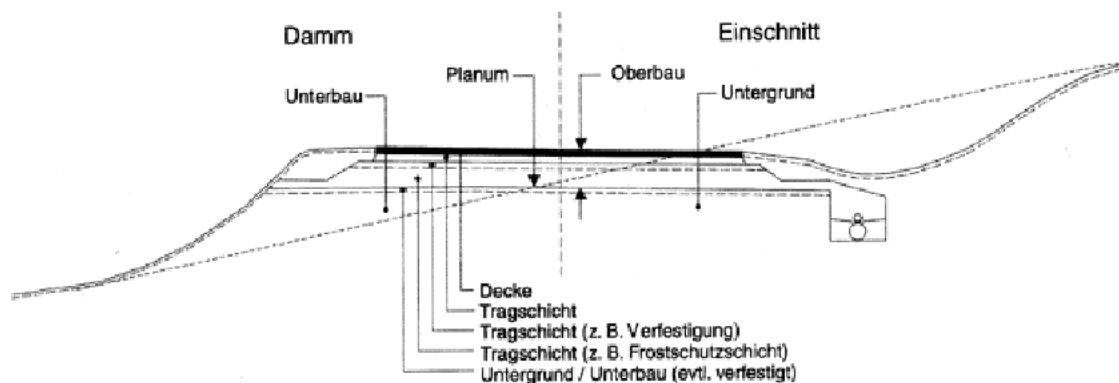 Damm
Einschnitt
Planum
Oberbau
Unterbau
Untergrund
Decke
Tragschicht
Tragschicht (z. B. Verfestigung)
Tragschicht (z. B. Frostschutzschicht)
Untergrund / Unterbau (evtl. verfestigt)